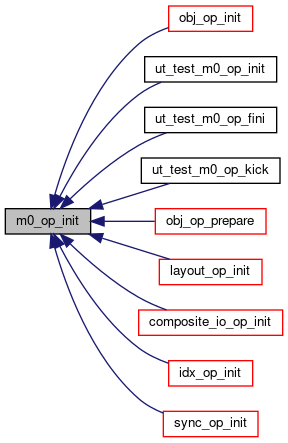 obj_op_init
ut_test_m0_op_init
ut_test_m0_op_fini
ut_test_m0_op_kick
m0_op_init
obj_op_prepare
layout_op_init
composite_io_op_init
idx_op_init
sync_op_init